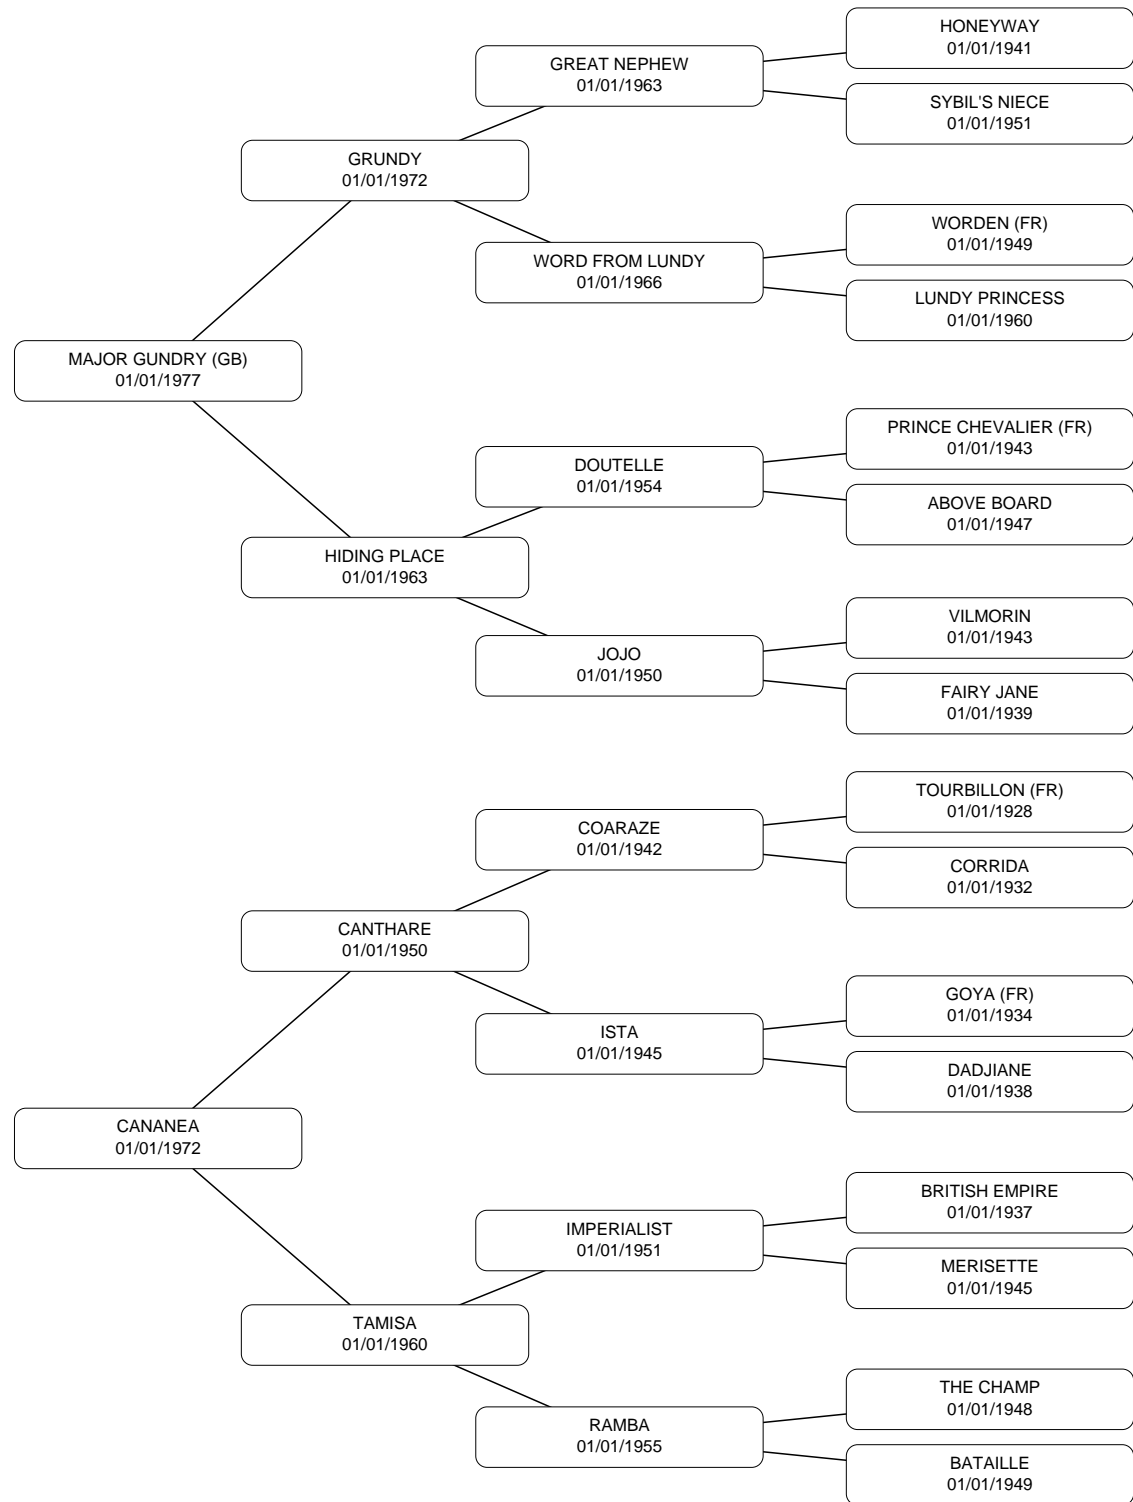 HONEYWAY
01/01/1941
GREAT NEPHEW
01/01/1963
SYBIL'S NIECE
01/01/1951
GRUNDY
01/01/1972
WORDEN (FR)
01/01/1949
WORD FROM LUNDY
01/01/1966
LUNDY PRINCESS
01/01/1960
MAJOR GUNDRY (GB)
01/01/1977
PRINCE CHEVALIER (FR)
01/01/1943
DOUTELLE
01/01/1954
ABOVE BOARD
01/01/1947
HIDING PLACE
01/01/1963
VILMORIN
01/01/1943
JOJO
01/01/1950
FAIRY JANE
01/01/1939
TOURBILLON (FR)
01/01/1928
COARAZE
01/01/1942
CORRIDA
01/01/1932
CANTHARE
01/01/1950
GOYA (FR)
01/01/1934
ISTA
01/01/1945
DADJIANE
01/01/1938
CANANEA
01/01/1972
BRITISH EMPIRE
01/01/1937
IMPERIALIST
01/01/1951
MERISETTE
01/01/1945
TAMISA
01/01/1960
THE CHAMP
01/01/1948
RAMBA
01/01/1955
BATAILLE
01/01/1949